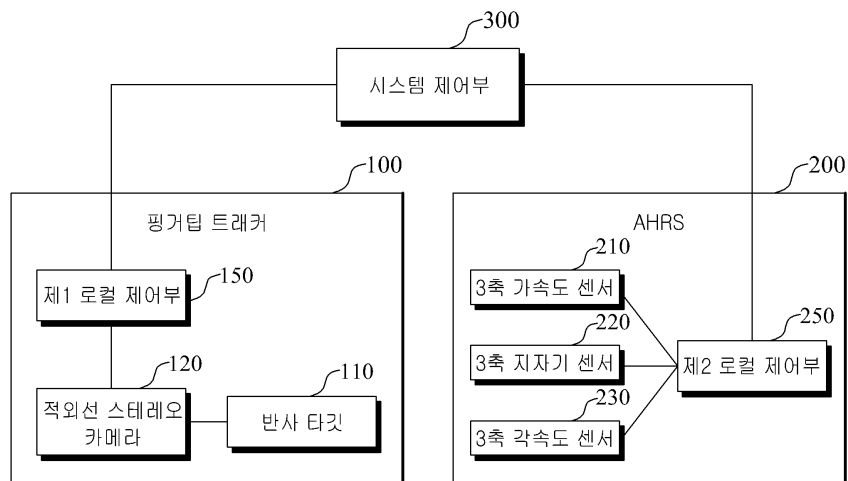 300
시스템 제어부
100
핑거팁 트래커
150
제1 로컬 제어부
120
적외선 스테레오
카메라
110
반사 타깃
200
AHRS
210
3축 가속도 센서
220
3축 지자기 센서
230
3축 각속도 센서
250
제2 로컬 제어부